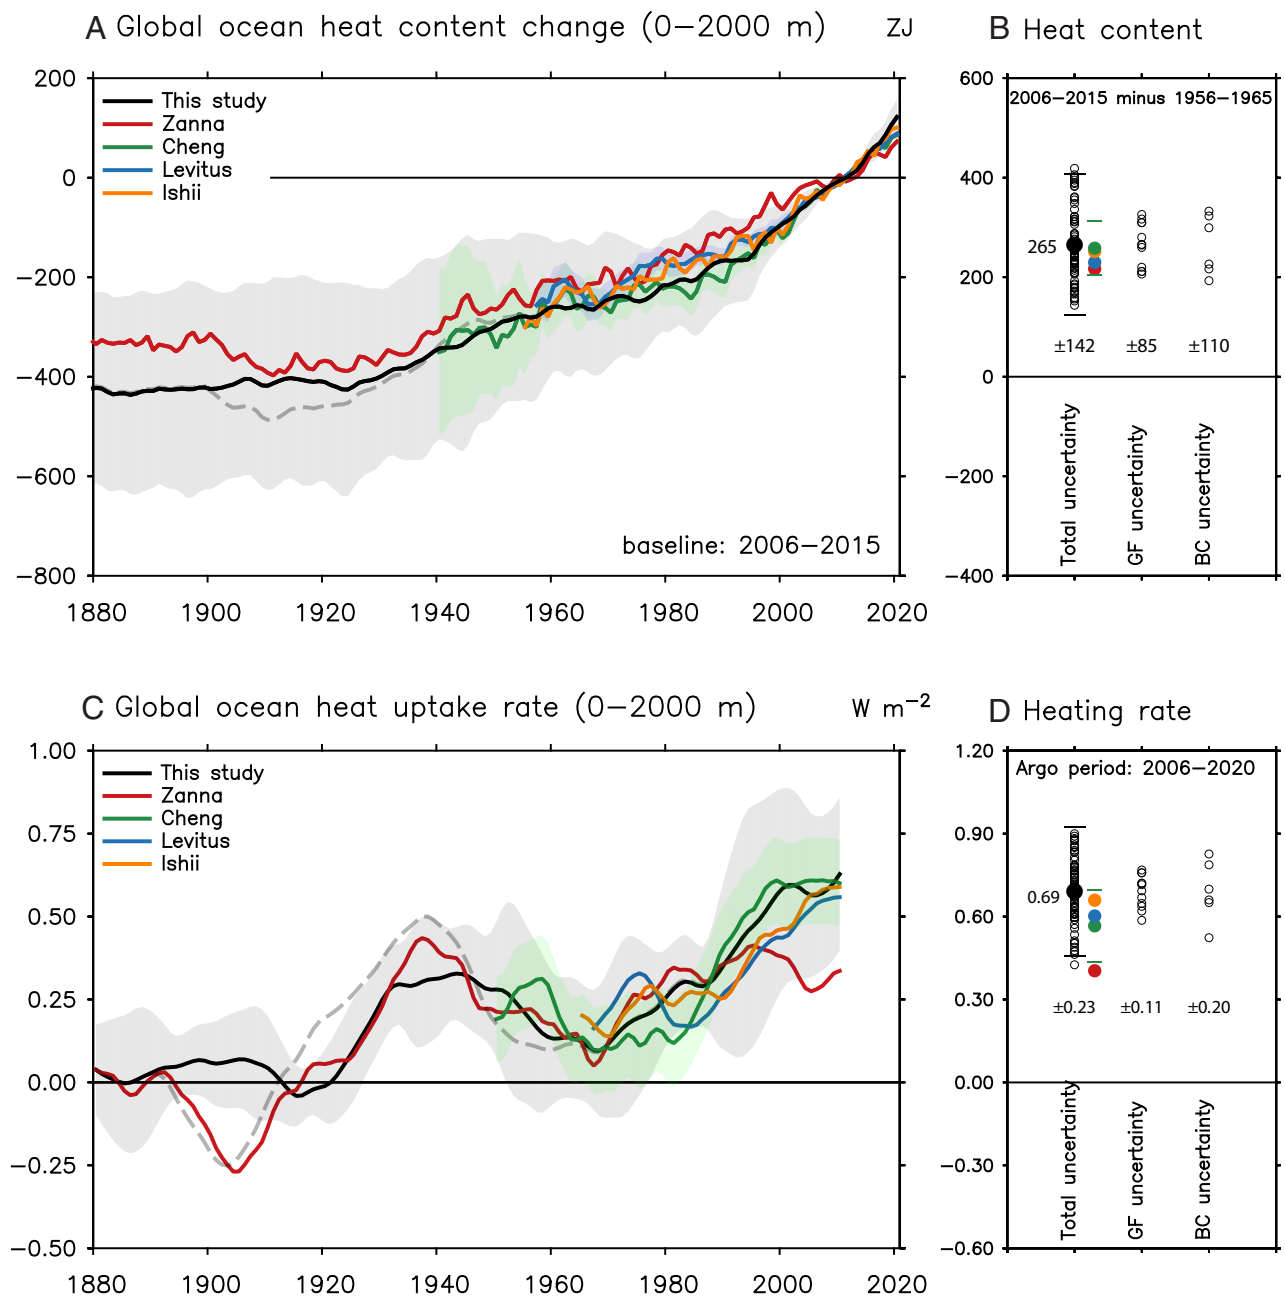 A Global ocean heat content change (0–2000 m) ZJ
200
0
−200
−400
−600
−800
This study
Zanna
Cheng
Levitus
Ishii
baseline: 2006–2015
1880 1900 1920 1940 1960 1980 2000 2020
B Heat content
600
400
200
0
−200
−400
2006–2015 minus 1956–1965
265
±142 ±85 ±110
Total uncertainty
GF uncertainty
BC uncertainty
C Global ocean heat uptake rate (0–2000 m) W m−2
1.00
0.75
0.50
0.25
0.00
−0.25
−0.50
This study
Zanna
Cheng
Levitus
Ishii
1880 1900 1920 1940 1960 1980 2000 2020
D Heating rate
1.20
0.90
0.60
0.30
0.00
−0.30
−0.60
Argo period: 2006–2020
0.69
±0.23 ±0.11 ±0.20
Total uncertainty
GF uncertainty
BC uncertainty